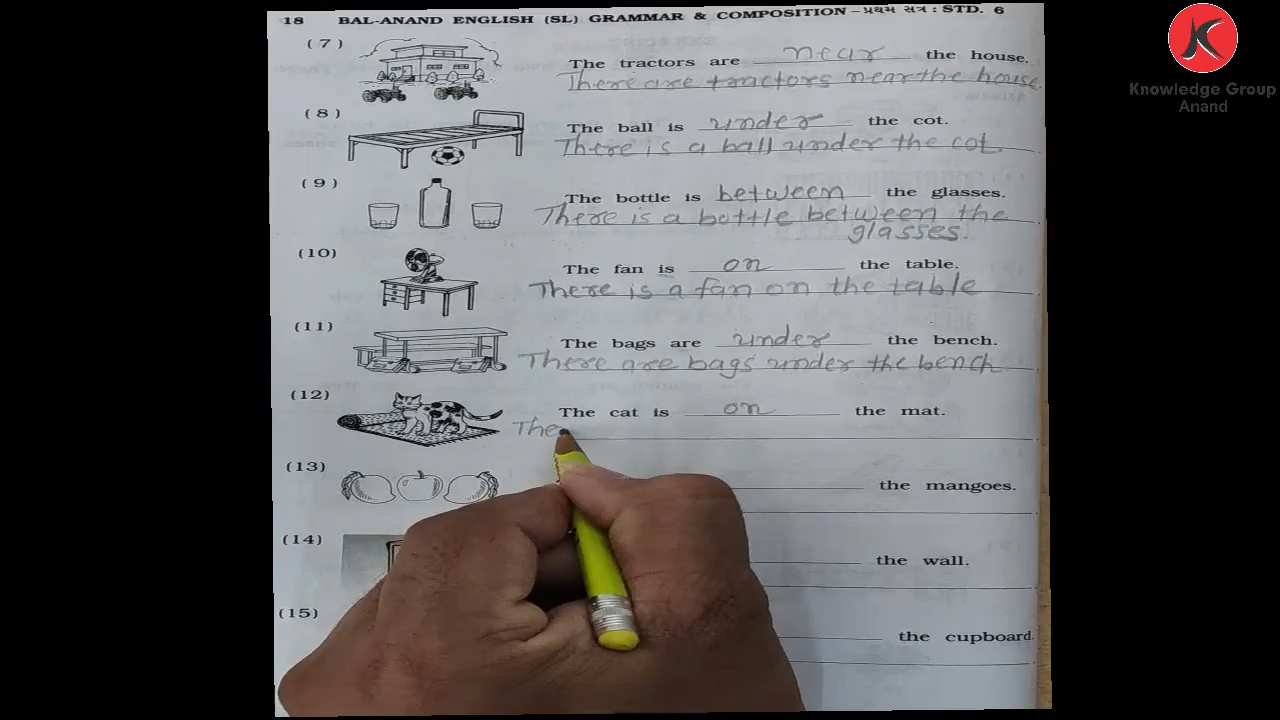 18 BAL-ANAND ENGLISH (SL) GRAMMAR & COMPOSITION – પ્રથમ સત્ર : STD. 6
Knowledge Group
Anand
(7) The tractors are near the house.
There are tractors near the house.
(8) The ball is under the cot.
There is a ball under the cot
(9) The bottle is between the glasses.
There is a bottle between the
glasses.
(10) The fan is on the table.
There is a fan on the table
(11) The bags are under the bench.
There are bags under the bench
(12) The cat is on the mat.
The
(13) the mangoes.
(14) the wall.
(15) the cupboard.